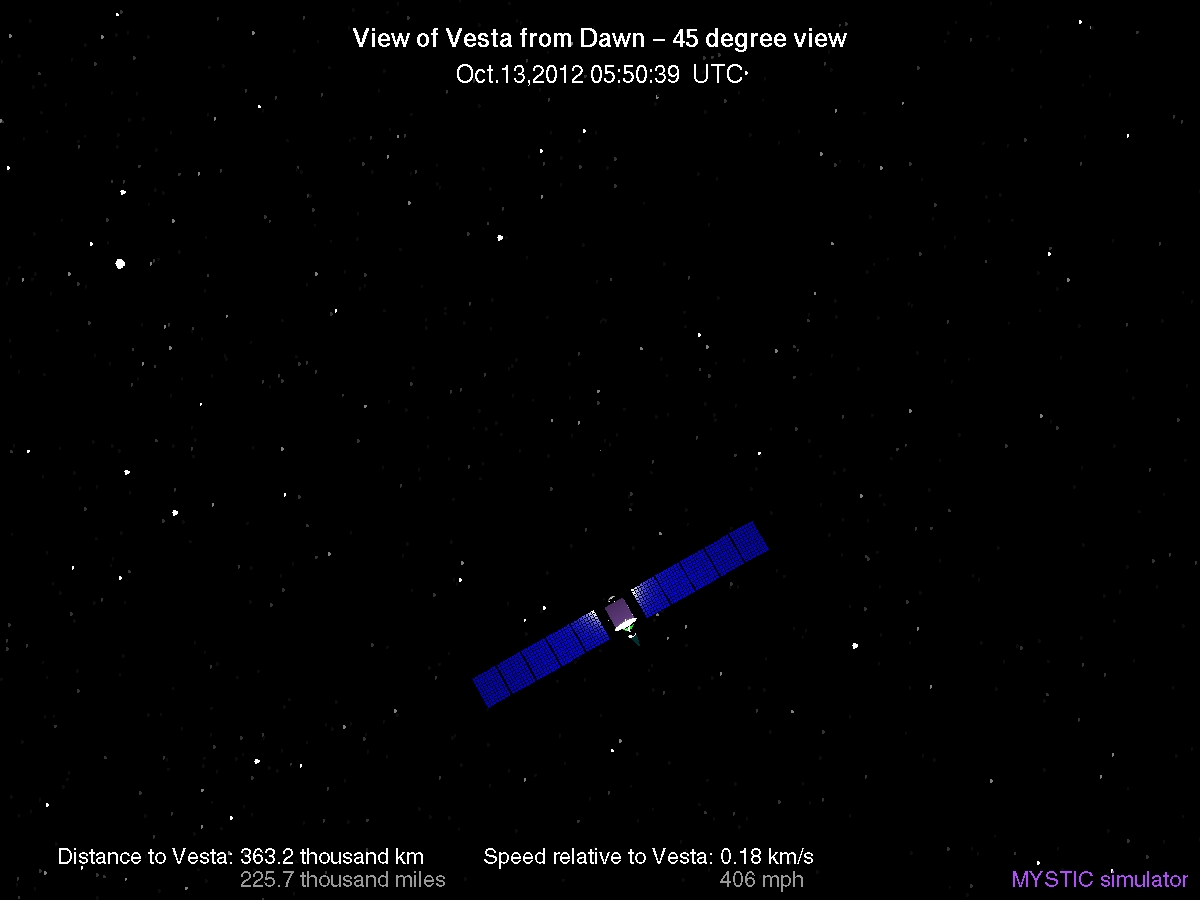 View of Vesta from Dawn – 45 degree view
Oct.13,2012 05:50:39 UTC
Distance to Vesta: 363.2 thousand km
225.7 thousand miles
Speed relative to Vesta: 0.18 km/s
406 mph
MYSTIC simulator